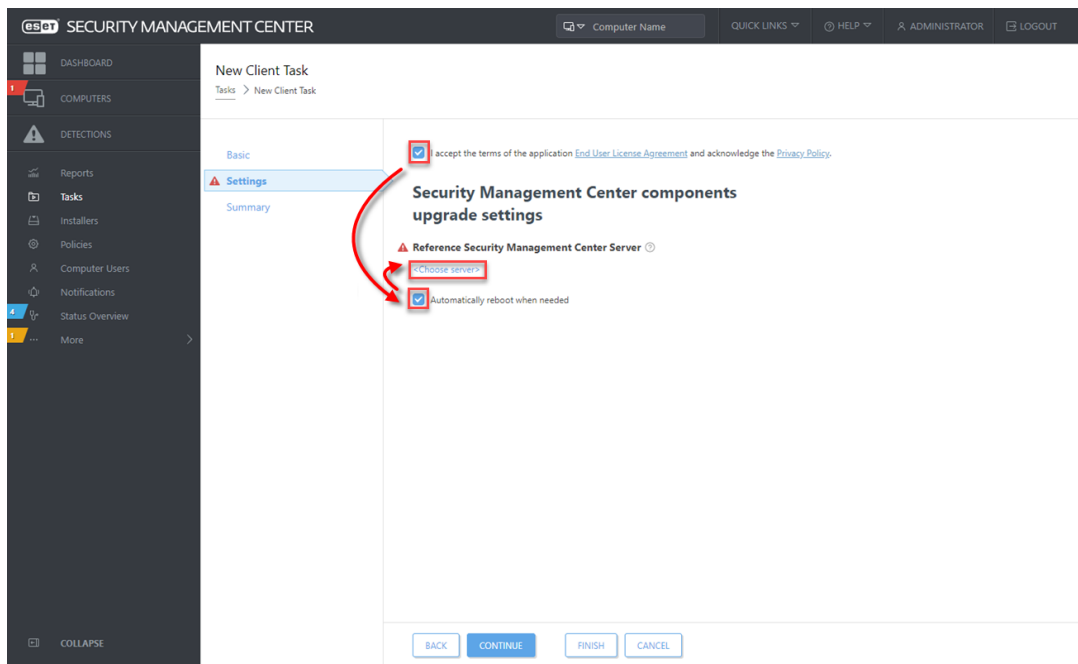 eset SECURITY MANAGEMENT CENTER
Computer Name
QUICK LINKS
HELP
ADMINISTRATOR
LOGOUT
DASHBOARD
1
COMPUTERS
DETECTIONS
Reports
Tasks
Installers
Policies
Computer Users
Notifications
4
Status Overview
1
More
COLLAPSE
New Client Task
Tasks > New Client Task
Basic
Settings
Summary
I accept the terms of the application End User License Agreement and acknowledge the Privacy Policy.
Security Management Center components
upgrade settings
Reference Security Management Center Server
<Choose server>
Automatically reboot when needed
BACK
CONTINUE
FINISH
CANCEL